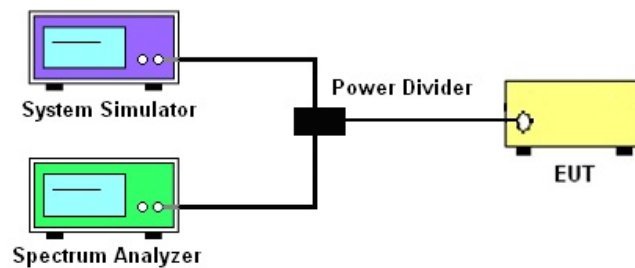 System Simulator
Power Divider
EUT
Spectrum Analyzer